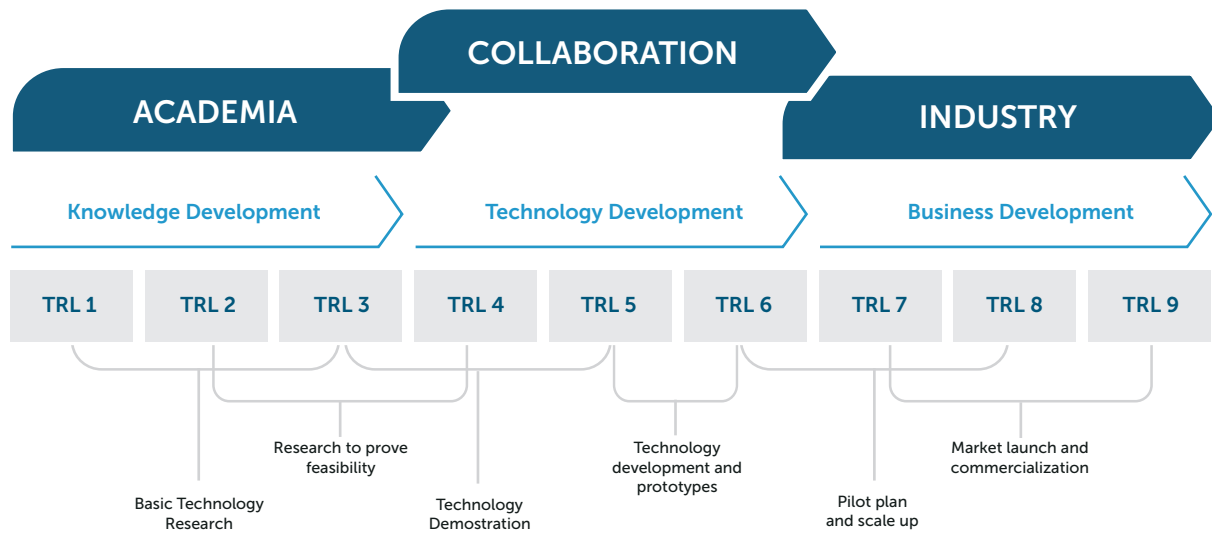 COLLABORATION
ACADEMIA
INDUSTRY
Knowledge Development
Technology Development
Business Development
TRL 1
TRL 2
TRL 3
TRL 4
TRL 5
TRL 6
TRL 7
TRL 8
TRL 9
Research to prove
feasibility
Technology
development and
prototypes
Market launch and
commercialization
Basic Technology
Research
Technology
Demostration
Pilot plan
and scale up